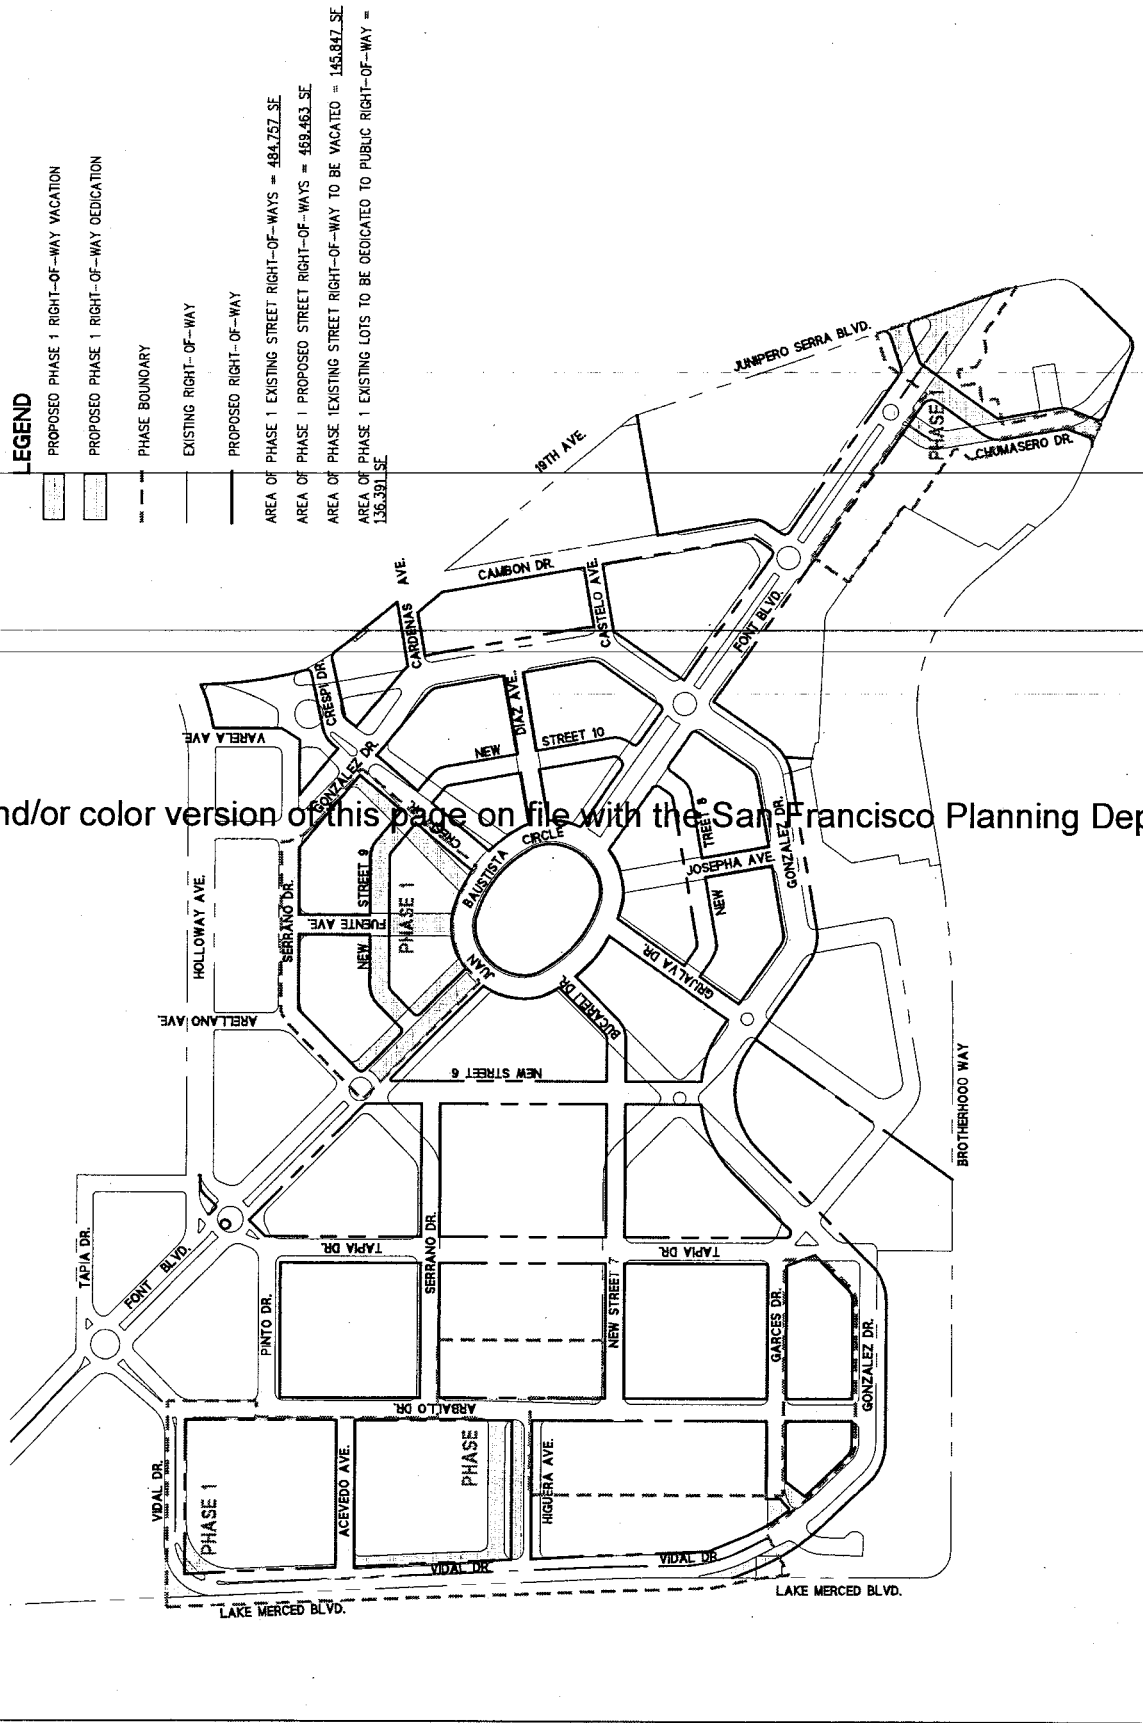 LEGEND
PROPOSED PHASE 1 RIGHT-OF-WAY VACATION
PROPOSED PHASE 1 RIGHT-OF-WAY DEDICATION
PHASE BOUNDARY
EXISTING RIGHT-OF-WAY
PROPOSED RIGHT-OF-WAY
AREA OF PHASE 1 EXISTING STREET RIGHT-OF-WAYS = 484,757 SF
AREA OF PHASE 1 PROPOSED STREET RIGHT-OF-WAYS = 469,463 SF
AREA OF PHASE 1EXISTING STREET RIGHT-OF-WAY TO BE VACATED = 145,847 SF
AREA OF PHASE 1 EXISTING LOTS TO BE DEDICATED TO PUBLIC RIGHT-OF-WAY =
136,391 SF
JUNIPERO SERRA BLVD.
19TH AVE.
PHASE 1
CHUMASERO DR.
CAMBON DR.
CARDENAS AVE.
CASTELO AVE.
FONT BLVD.
CRESPI DR.
VARELA AVE.
GONZALEZ DR.
DIAZ AVE.
NEW STREET 10
nd/or color version of this page on file with the San Francisco Planning Dep
CRESPI DR.
JUAN BAUSTISTA CIRCLE
NEW STREET 8
JOSEPHA AVE.
GONZALEZ DR.
HOLLOWAY AVE.
SERRANO DR.
NEW STREET 9
FUENTE AVE.
PHASE 1
GRIJALVA DR.
BUCARELI DR.
ARELLANO AVE.
NEW STREET 6
BROTHERHOOD WAY
TAPIA DR.
FONT BLVD.
TAPIA DR.
SERRANO DR.
TAPIA DR.
PINTO DR.
NEW STREET 7
GARCES DR.
GONZALEZ DR.
ARBALLO DR.
VIDAL DR.
PHASE 1
ACEVEDO AVE.
PHASE
HIGUERA AVE.
VIDAL DR.
VIDAL DR
LAKE MERCED BLVD.
LAKE MERCED BLVD.